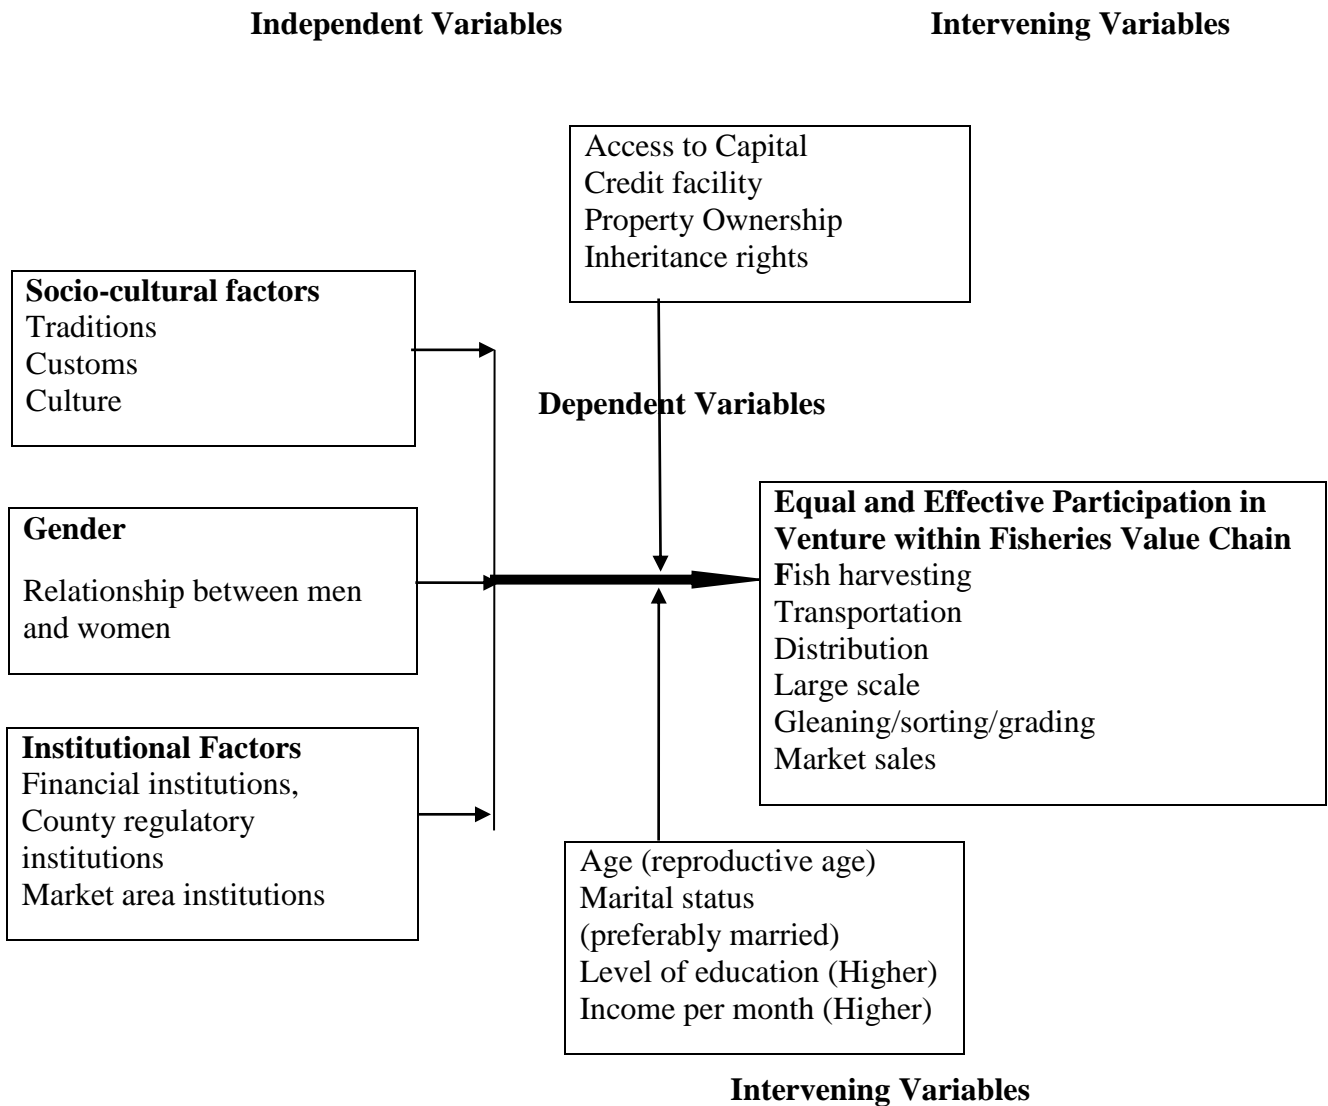 Independent Variables
Intervening Variables
Access to Capital
Credit facility
Property Ownership
Inheritance rights
Socio-cultural factors
Traditions
Customs
Culture
Dependent Variables
Gender
Relationship between men
and women
Equal and Effective Participation in
Venture within Fisheries Value Chain
Fish harvesting
Transportation
Distribution
Large scale
Gleaning/sorting/grading
Market sales
Institutional Factors
Financial institutions,
County regulatory
institutions
Market area institutions
Age (reproductive age)
Marital status
(preferably married)
Level of education (Higher)
Income per month (Higher)
Intervening Variables